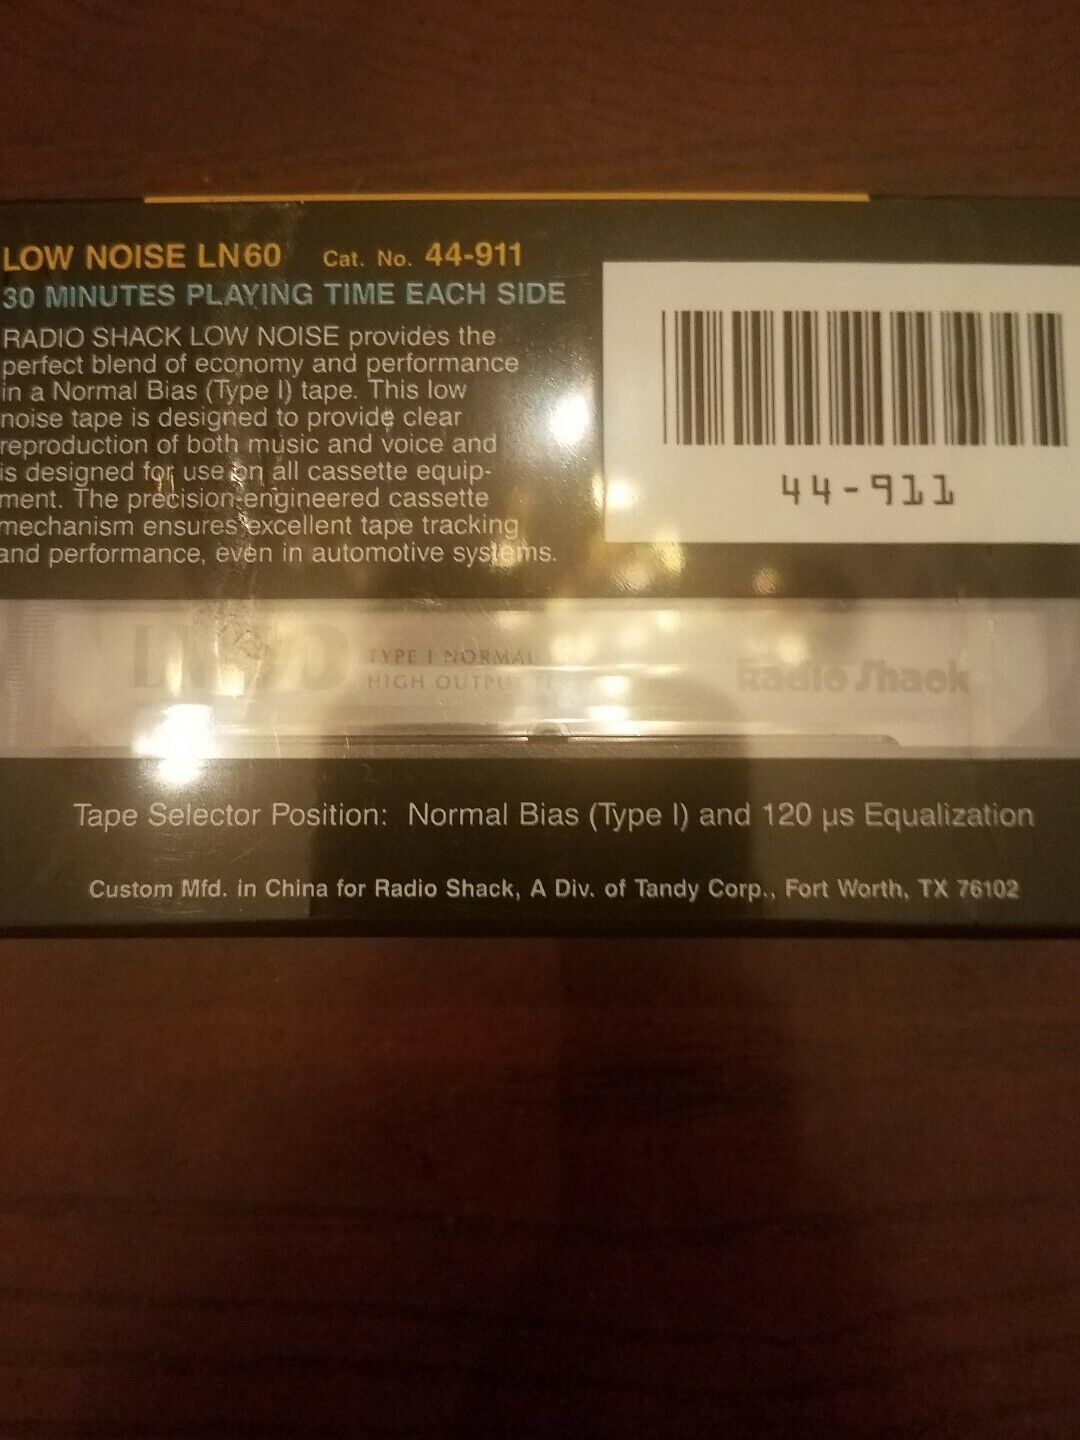 LOW NOISE LN60 Cat. No. 44-911
30 MINUTES PLAYING TIME EACH SIDE
RADIO SHACK LOW NOISE provides the
perfect blend of economy and performance
in a Normal Bias (Type I) tape. This low
noise tape is designed to provide clear
reproduction of both music and voice and
is designed for use on all cassette equip-
ment. The precision-engineered cassette
mechanism ensures excellent tape tracking
and performance, even in automotive systems.
44-911
TYPE I NORMAL
HIGH
Radio Shack
Tape Selector Position: Normal Bias (Type I) and 120 µs Equalization
Custom Mfd. in China for Radio Shack, A Div. of Tandy Corp., Fort Worth, TX 76102